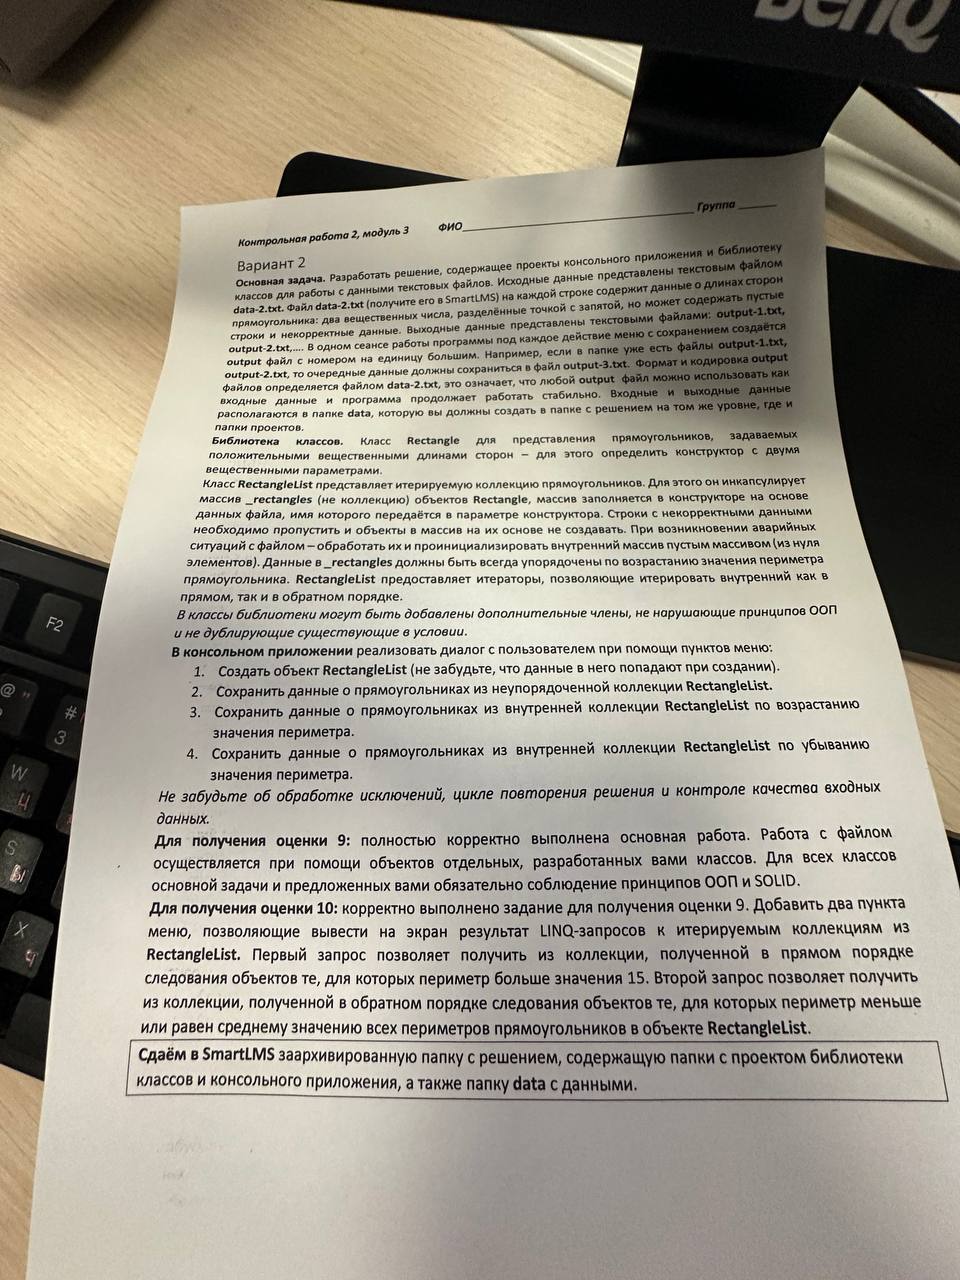 BenQ
Контрольная работа 2, модуль 3 ФИО Группа
Вариант 2
Основная задача. Разработать решение, содержащее проекты консольного приложения и библиотеку
классов для работы с данными текстовых файлов. Исходные данные представлены текстовым файлом
data-2.txt. Файл data-2.txt (получите его в SmartLMS) на каждой строке содержит данные о длинах сторон
прямоугольника: два вещественных числа, разделённые точкой с запятой, но может содержать пустые
строки и некорректные данные. Выходные данные представлены текстовыми файлами: output-1.txt,
output-2.txt,.... В одном сеансе работы программы под каждое действие меню с сохранением создаётся
output файл с номером на единицу большим. Например, если в папке уже есть файлы output-1.txt,
output-2.txt, то очередные данные должны сохраниться в файл output-3.txt. Формат и кодировка output
файлов определяется файлом data-2.txt, это означает, что любой output файл можно использовать как
входные данные и программа продолжает работать стабильно. Входные и выходные данные
располагаются в папке data, которую вы должны создать в папке с решением на том же уровне, где и
папки проектов.
Библиотека классов. Класс Rectangle для представления прямоугольников, задаваемых
положительными вещественными длинами сторон – для этого определить конструктор с двумя
вещественными параметрами.
Класс RectangleList представляет итерируемую коллекцию прямоугольников. Для этого он инкапсулирует
массив _rectangles (не коллекцию) объектов Rectangle, массив заполняется в конструкторе на основе
данных файла, имя которого передаётся в параметре конструктора. Строки с некорректными данными
необходимо пропустить и объекты в массив на их основе не создавать. При возникновении аварийных
ситуаций с файлом – обработать их и проинициализировать внутренний массив пустым массивом (из нуля
элементов). Данные в _rectangles должны быть всегда упорядочены по возрастанию значения периметра
прямоугольника. RectangleList предоставляет итераторы, позволяющие итерировать внутренний как в
прямом, так и в обратном порядке.
В классы библиотеки могут быть добавлены дополнительные члены, не нарушающие принципов ООП
и не дублирующие существующие в условии.
В консольном приложении реализовать диалог с пользователем при помощи пунктов меню:
1. Создать объект RectangleList (не забудьте, что данные в него попадают при создании).
2. Сохранить данные о прямоугольниках из неупорядоченной коллекции RectangleList.
3. Сохранить данные о прямоугольниках из внутренней коллекции RectangleList по возрастанию
значения периметра.
4. Сохранить данные о прямоугольниках из внутренней коллекции RectangleList по убыванию
значения периметра.
Не забудьте об обработке исключений, цикле повторения решения и контроле качества входных
данных.
Для получения оценки 9: полностью корректно выполнена основная работа. Работа с файлом
осуществляется при помощи объектов отдельных, разработанных вами классов. Для всех классов
основной задачи и предложенных вами обязательно соблюдение принципов ООП и SOLID.
Для получения оценки 10: корректно выполнено задание для получения оценки 9. Добавить два пункта
меню, позволяющие вывести на экран результат LINQ-запросов к итерируемым коллекциям из
RectangleList. Первый запрос позволяет получить из коллекции, полученной в прямом порядке
следования объектов те, для которых периметр больше значения 15. Второй запрос позволяет получить
из коллекции, полученной в обратном порядке следования объектов те, для которых периметр меньше
или равен среднему значению всех периметров прямоугольников в объекте RectangleList.
Сдаём в SmartLMS заархивированную папку с решением, содержащую папки с проектом библиотеки
классов и консольного приложения, а также папку data с данными.
F2
@ "
2
# 3
W Ц
S Ы
X Ч